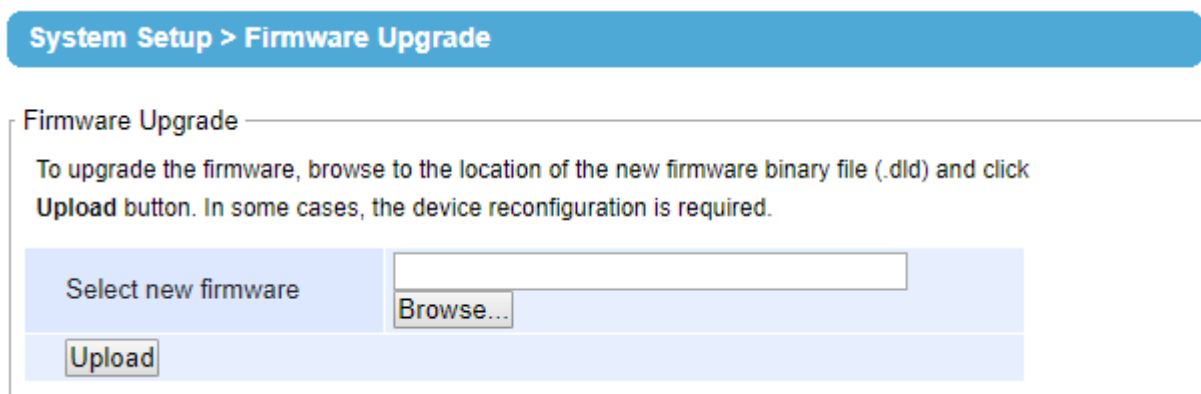 System Setup > Firmware Upgrade
Firmware Upgrade
To upgrade the firmware, browse to the location of the new firmware binary file (.dld) and click
Upload button. In some cases, the device reconfiguration is required.
Select new firmware
Browse...
Upload